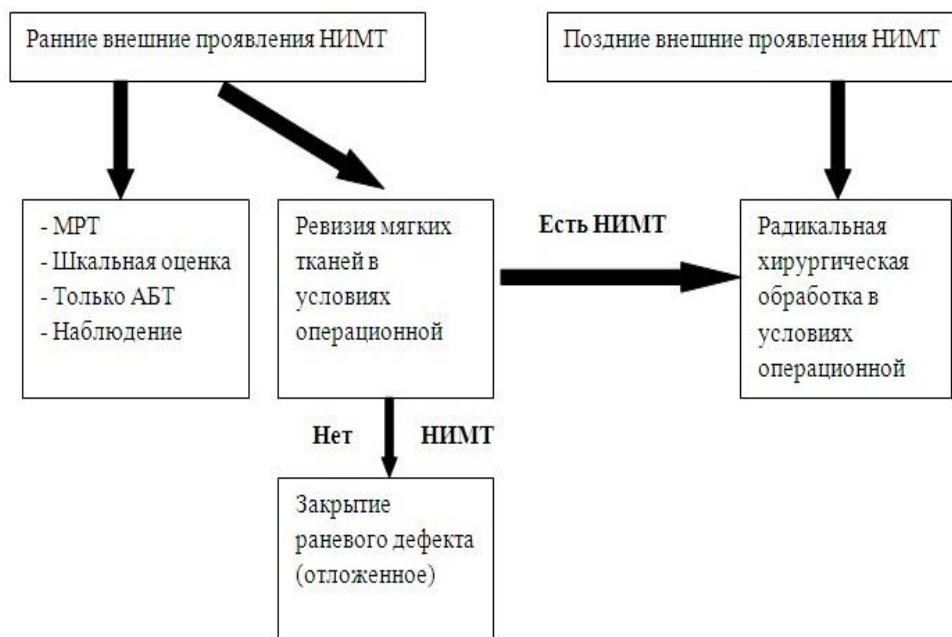 Ранние внешние проявления НИМТ
Поздние внешние проявления НИМТ
- МРТ
- Шкальная оценка
- Только АБТ
- Наблюдение
Ревизия мягких
тканей в
условиях
операционной
Есть НИМТ
Радикальная
хирургическая
обработка в
условиях
операционной
Нет НИМТ
Закрытие
раневого дефекта
(отложенное)